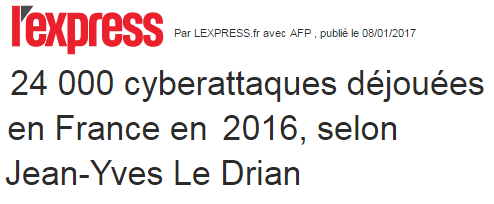 l'express Par LEXPRESS.fr avec AFP , publié le 08/01/2017
24 000 cyberattaques déjouées
en France en 2016, selon
Jean-Yves Le Drian